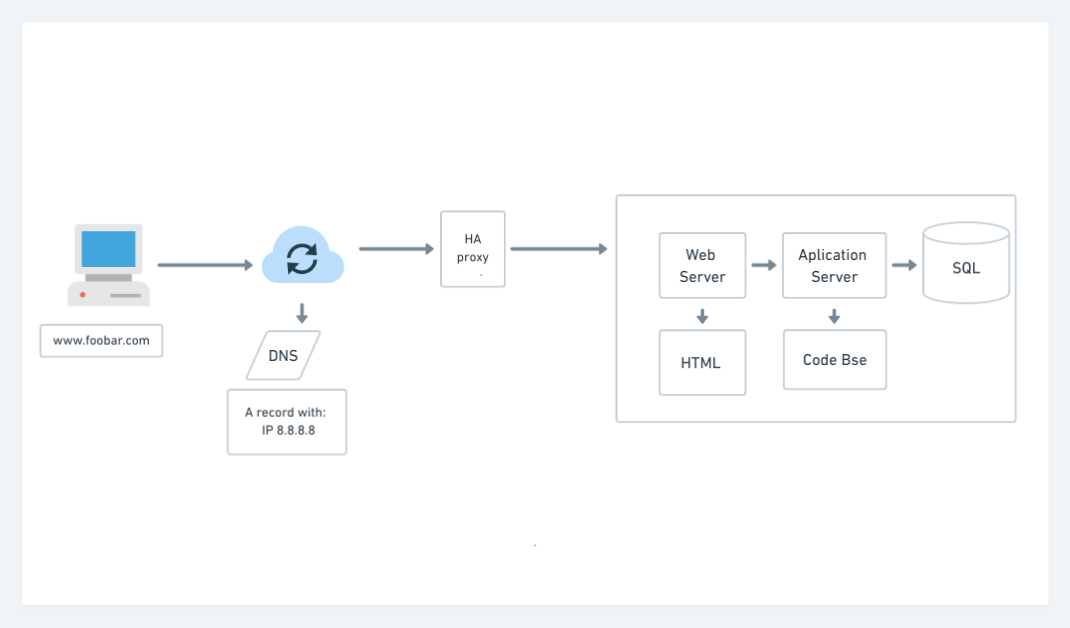 www.foobar.com
DNS
A record with:
IP 8.8.8.8
HA
proxy
.
Web
Server
Aplication
Server
SQL
HTML
Code Bse
.